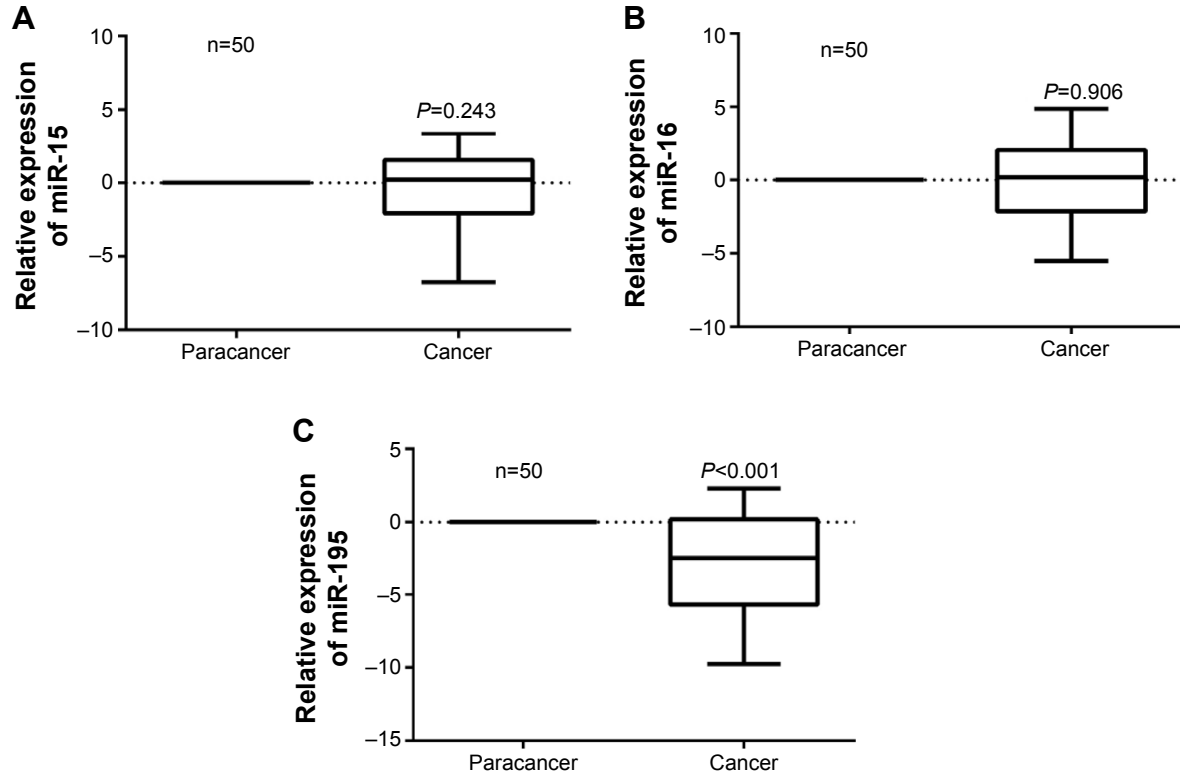 A
Relative expression
of miR-15
10
5
0
–5
–10
n=50
P=0.243
Paracancer
Cancer
B
Relative expression
of miR-16
10
5
0
–5
–10
n=50
P=0.906
Paracancer
Cancer
C
Relative expression
of miR-195
5
0
–5
–10
–15
n=50
P<0.001
Paracancer
Cancer